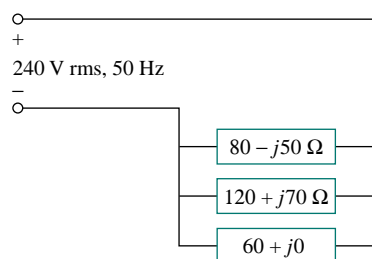 +
240 V rms, 50 Hz
−
80 − j50 Ω
120 + j70 Ω
60 + j0